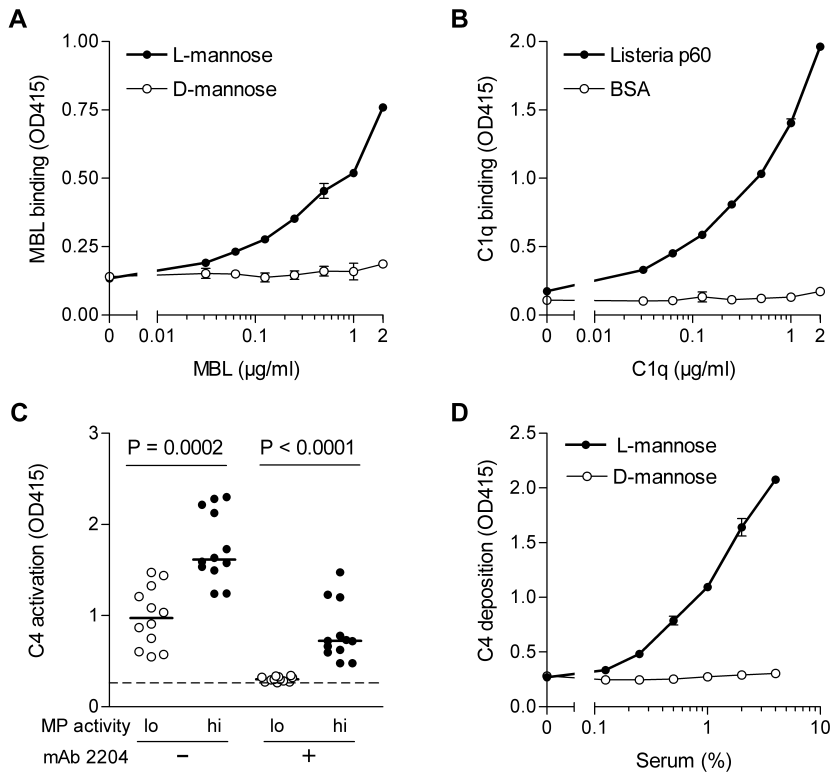 A
1.00
0.75
0.50
0.25
0.00
MBL binding (OD415)
L-mannose
D-mannose
0 0.01 0.1 1 2
MBL (µg/ml)
B
2.0
1.5
1.0
0.5
0.0
C1q binding (OD415)
Listeria p60
BSA
0 0.01 0.1 1 2
C1q (µg/ml)
C
3
2
1
0
C4 activation (OD415)
P = 0.0002 P < 0.0001
MP activity lo hi lo hi
mAb 2204 − +
D
2.5
2.0
1.5
1.0
0.5
0.0
C4 deposition (OD415)
L-mannose
D-mannose
0 0.1 1 10
Serum (%)